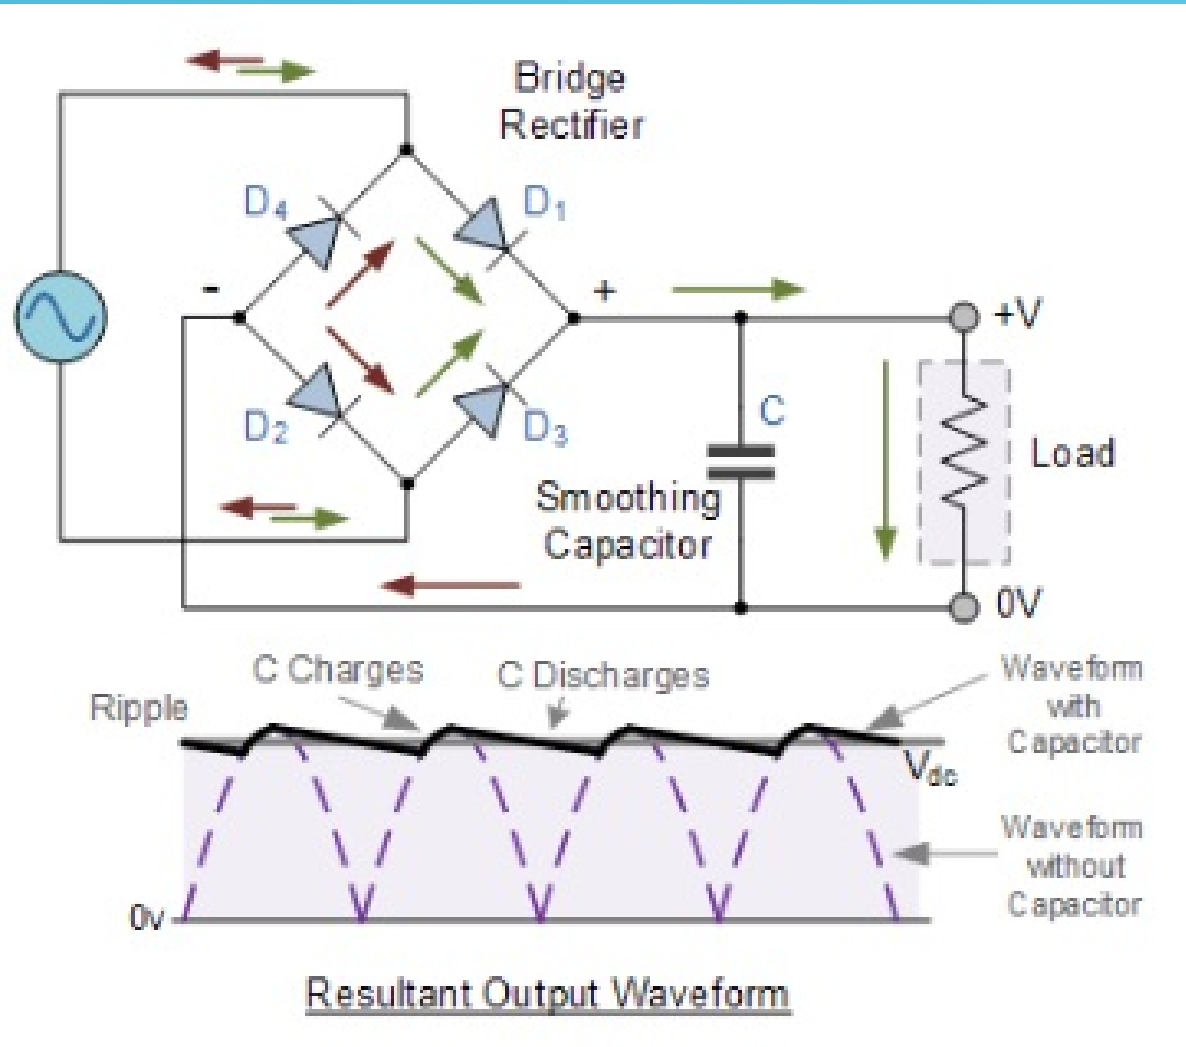 Bridge
Rectifier
D4
D1
-
+
+V
D2
D3
C
Load
Smoothing
Capacitor
0V
C Charges
C Discharges
Waveform
with
Capacitor
Ripple
Vdc
Waveform
without
Capacitor
0v
Resultant Output Waveform